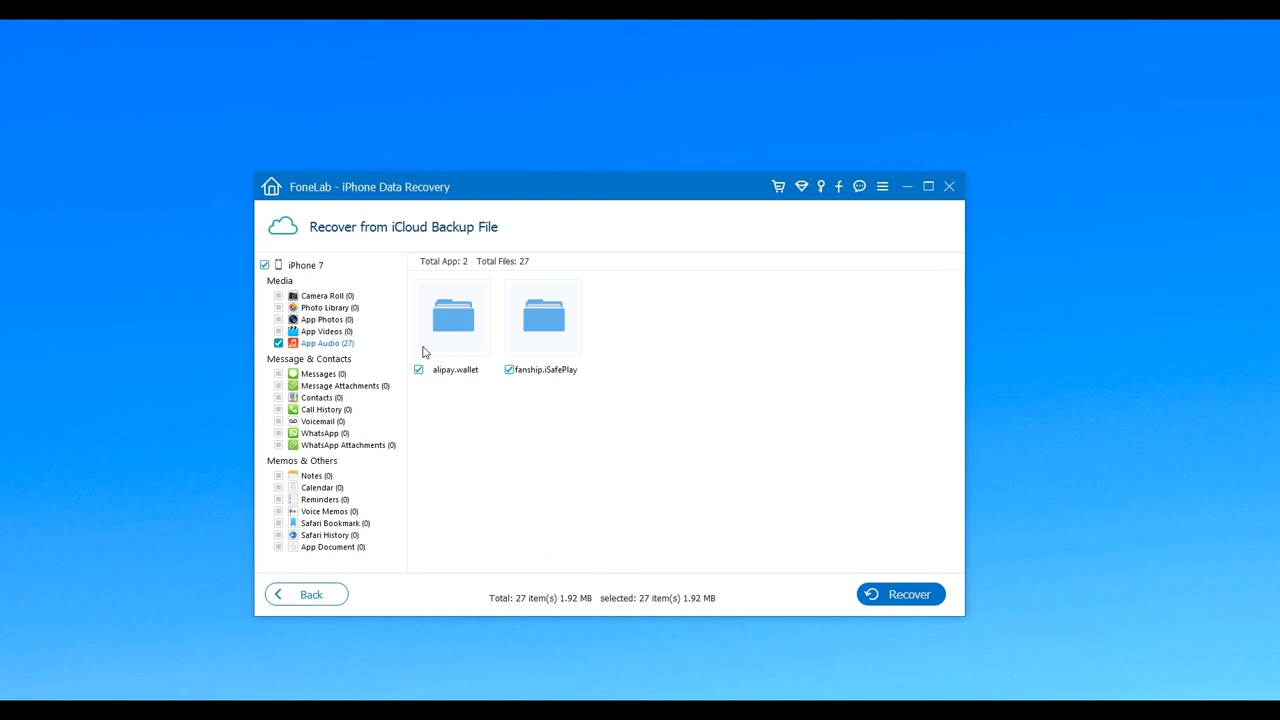 FoneLab - iPhone Data Recovery
Recover from iCloud Backup File
iPhone 7
Media
Camera Roll (0)
Photo Library (0)
App Photos (0)
App Videos (0)
App Audio (27)
Message & Contacts
Messages (0)
Message Attachments (0)
Contacts (0)
Call History (0)
Voicemail (0)
WhatsApp (0)
WhatsApp Attachments (0)
Memos & Others
Notes (0)
Calendar (0)
Reminders (0)
Voice Memos (0)
Safari Bookmark (0)
Safari History (0)
App Document (0)
Total App: 2 Total Files: 27
alipay.wallet
fanship.iSafePlay
Back
Total: 27 item(s) 1.92 MB selected: 27 item(s) 1.92 MB
Recover